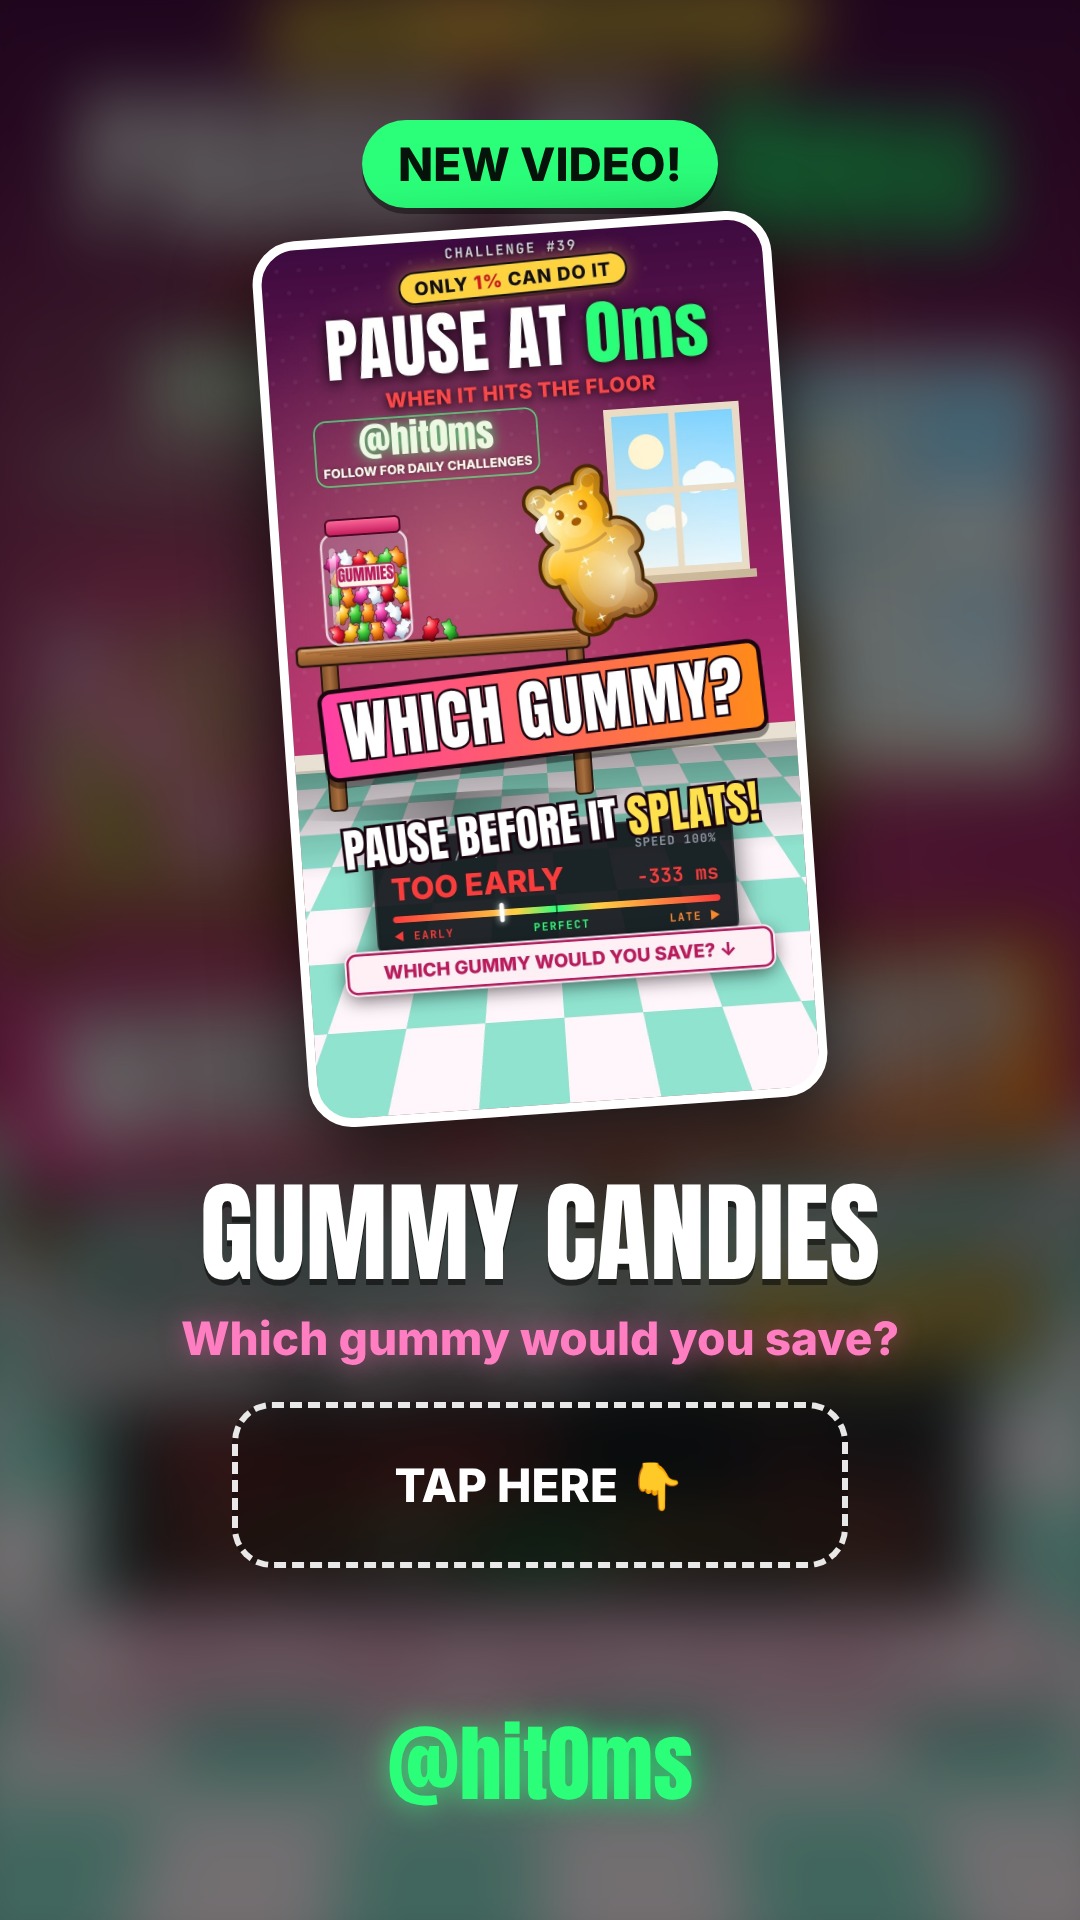 NEW VIDEO!
CHALLENGE #39
ONLY 1% CAN DO IT
PAUSE AT 0ms
WHEN IT HITS THE FLOOR
@hit0ms
FOLLOW FOR DAILY CHALLENGES
GUMMIES
WHICH GUMMY?
PAUSE BEFORE IT SPLATS!
SPEED 100%
TOO EARLY
-333 ms
◀ EARLY
PERFECT
LATE ▶
WHICH GUMMY WOULD YOU SAVE? ↓
GUMMY CANDIES
Which gummy would you save?
TAP HERE 👇
@hit0ms